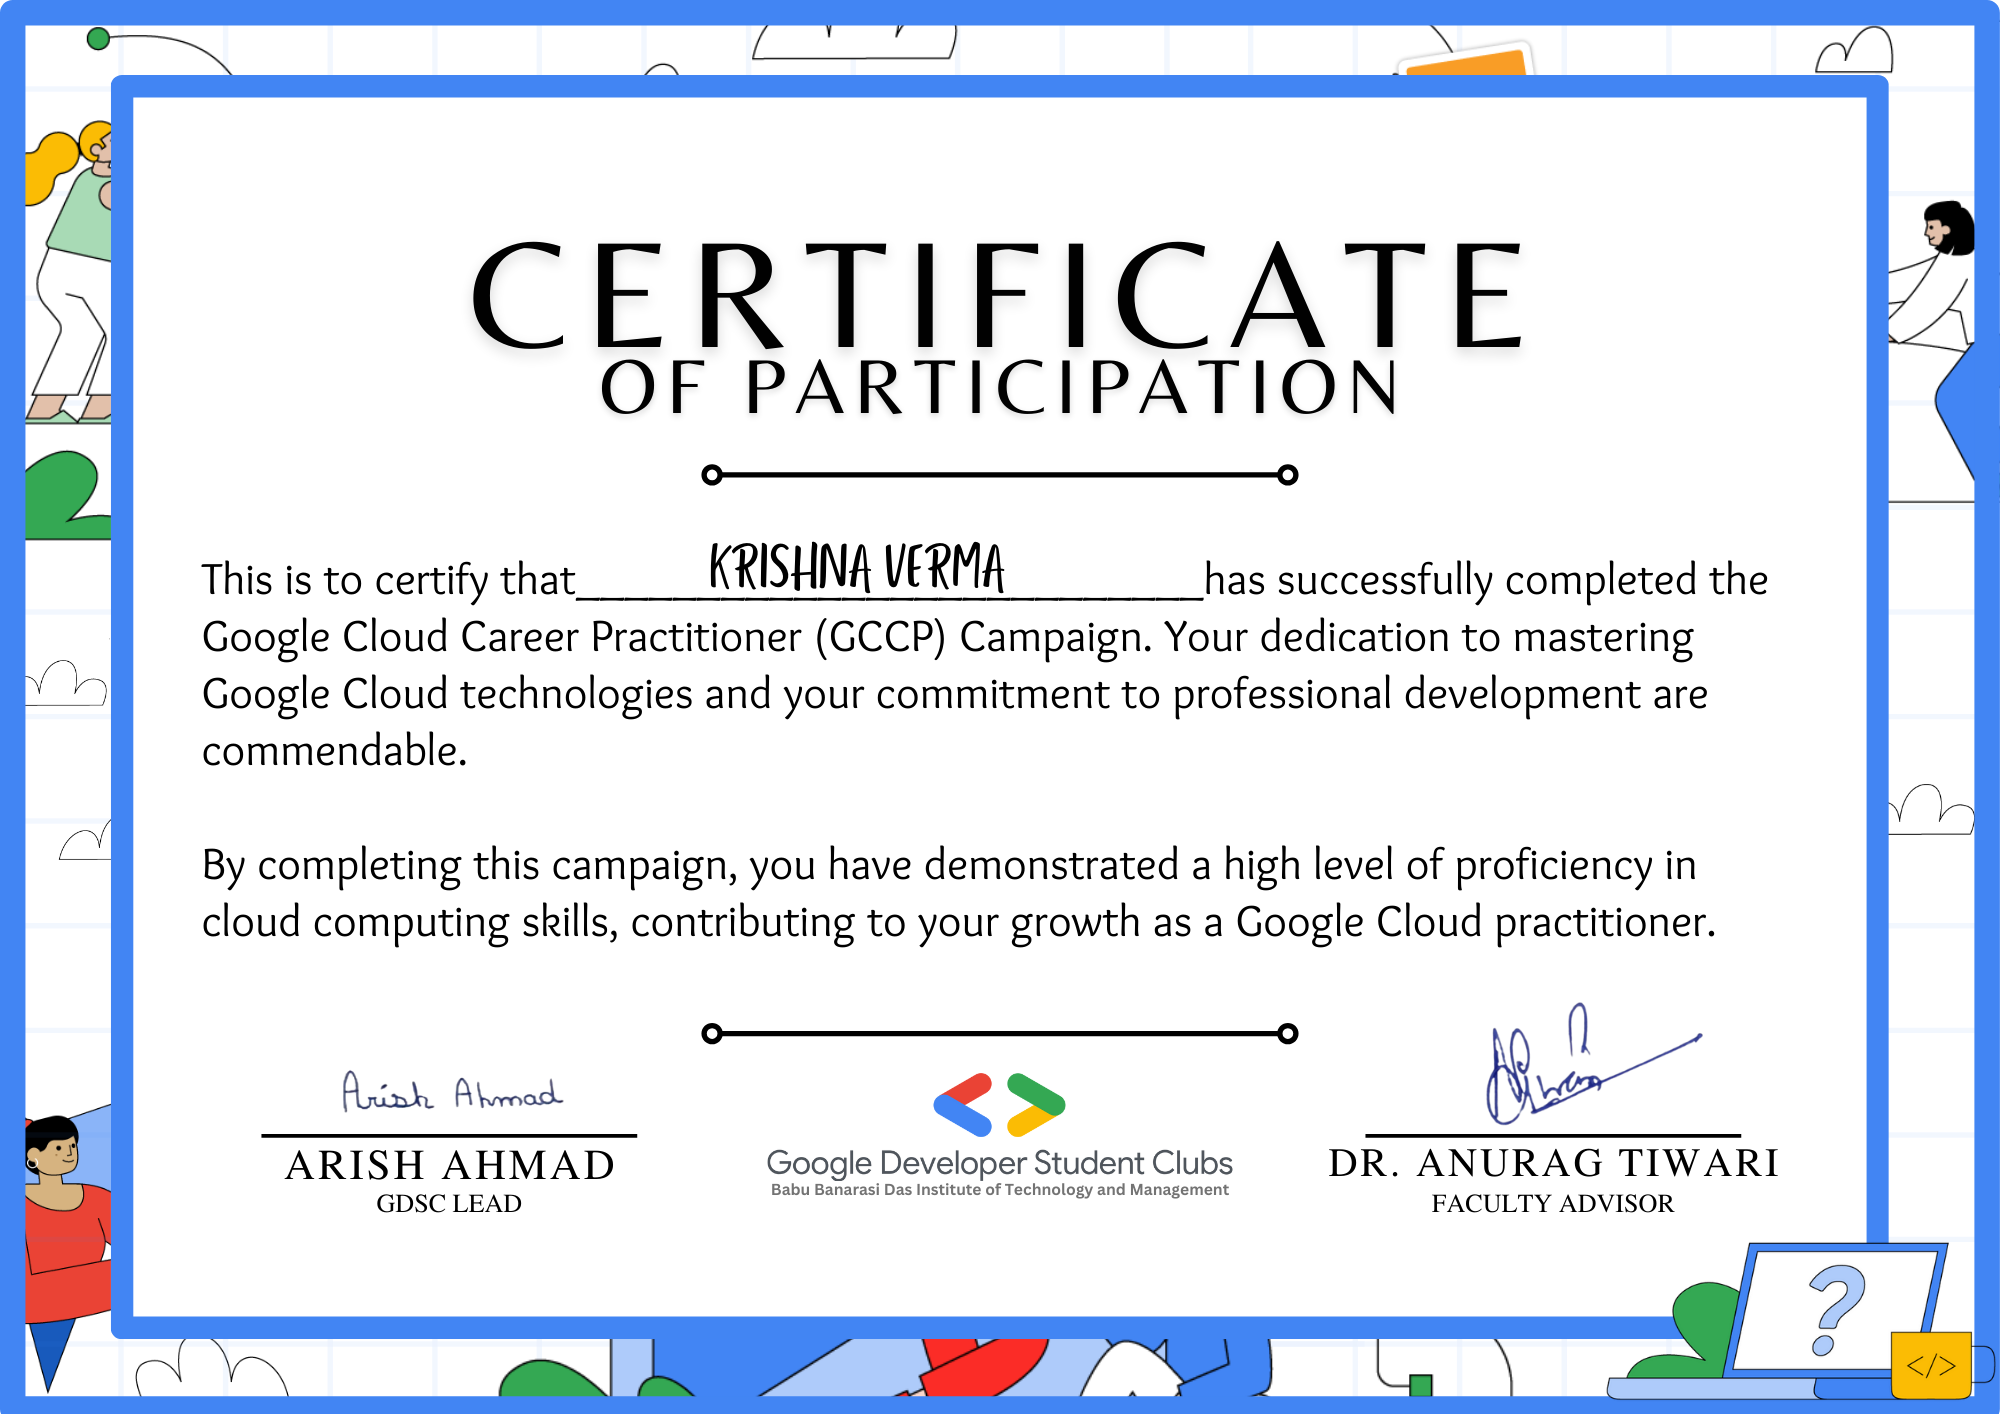 CERTIFICATE
OF PARTICIPATION
This is to certify that KRISHNA VERMA has successfully completed the
Google Cloud Career Practitioner (GCCP) Campaign. Your dedication to mastering
Google Cloud technologies and your commitment to professional development are
commendable.
By completing this campaign, you have demonstrated a high level of proficiency in
cloud computing skills, contributing to your growth as a Google Cloud practitioner.
Arish Ahmad
ARISH AHMAD
GDSC LEAD
Google Developer Student Clubs
Babu Banarasi Das Institute of Technology and Management
DR. ANURAG TIWARI
FACULTY ADVISOR
?
</>